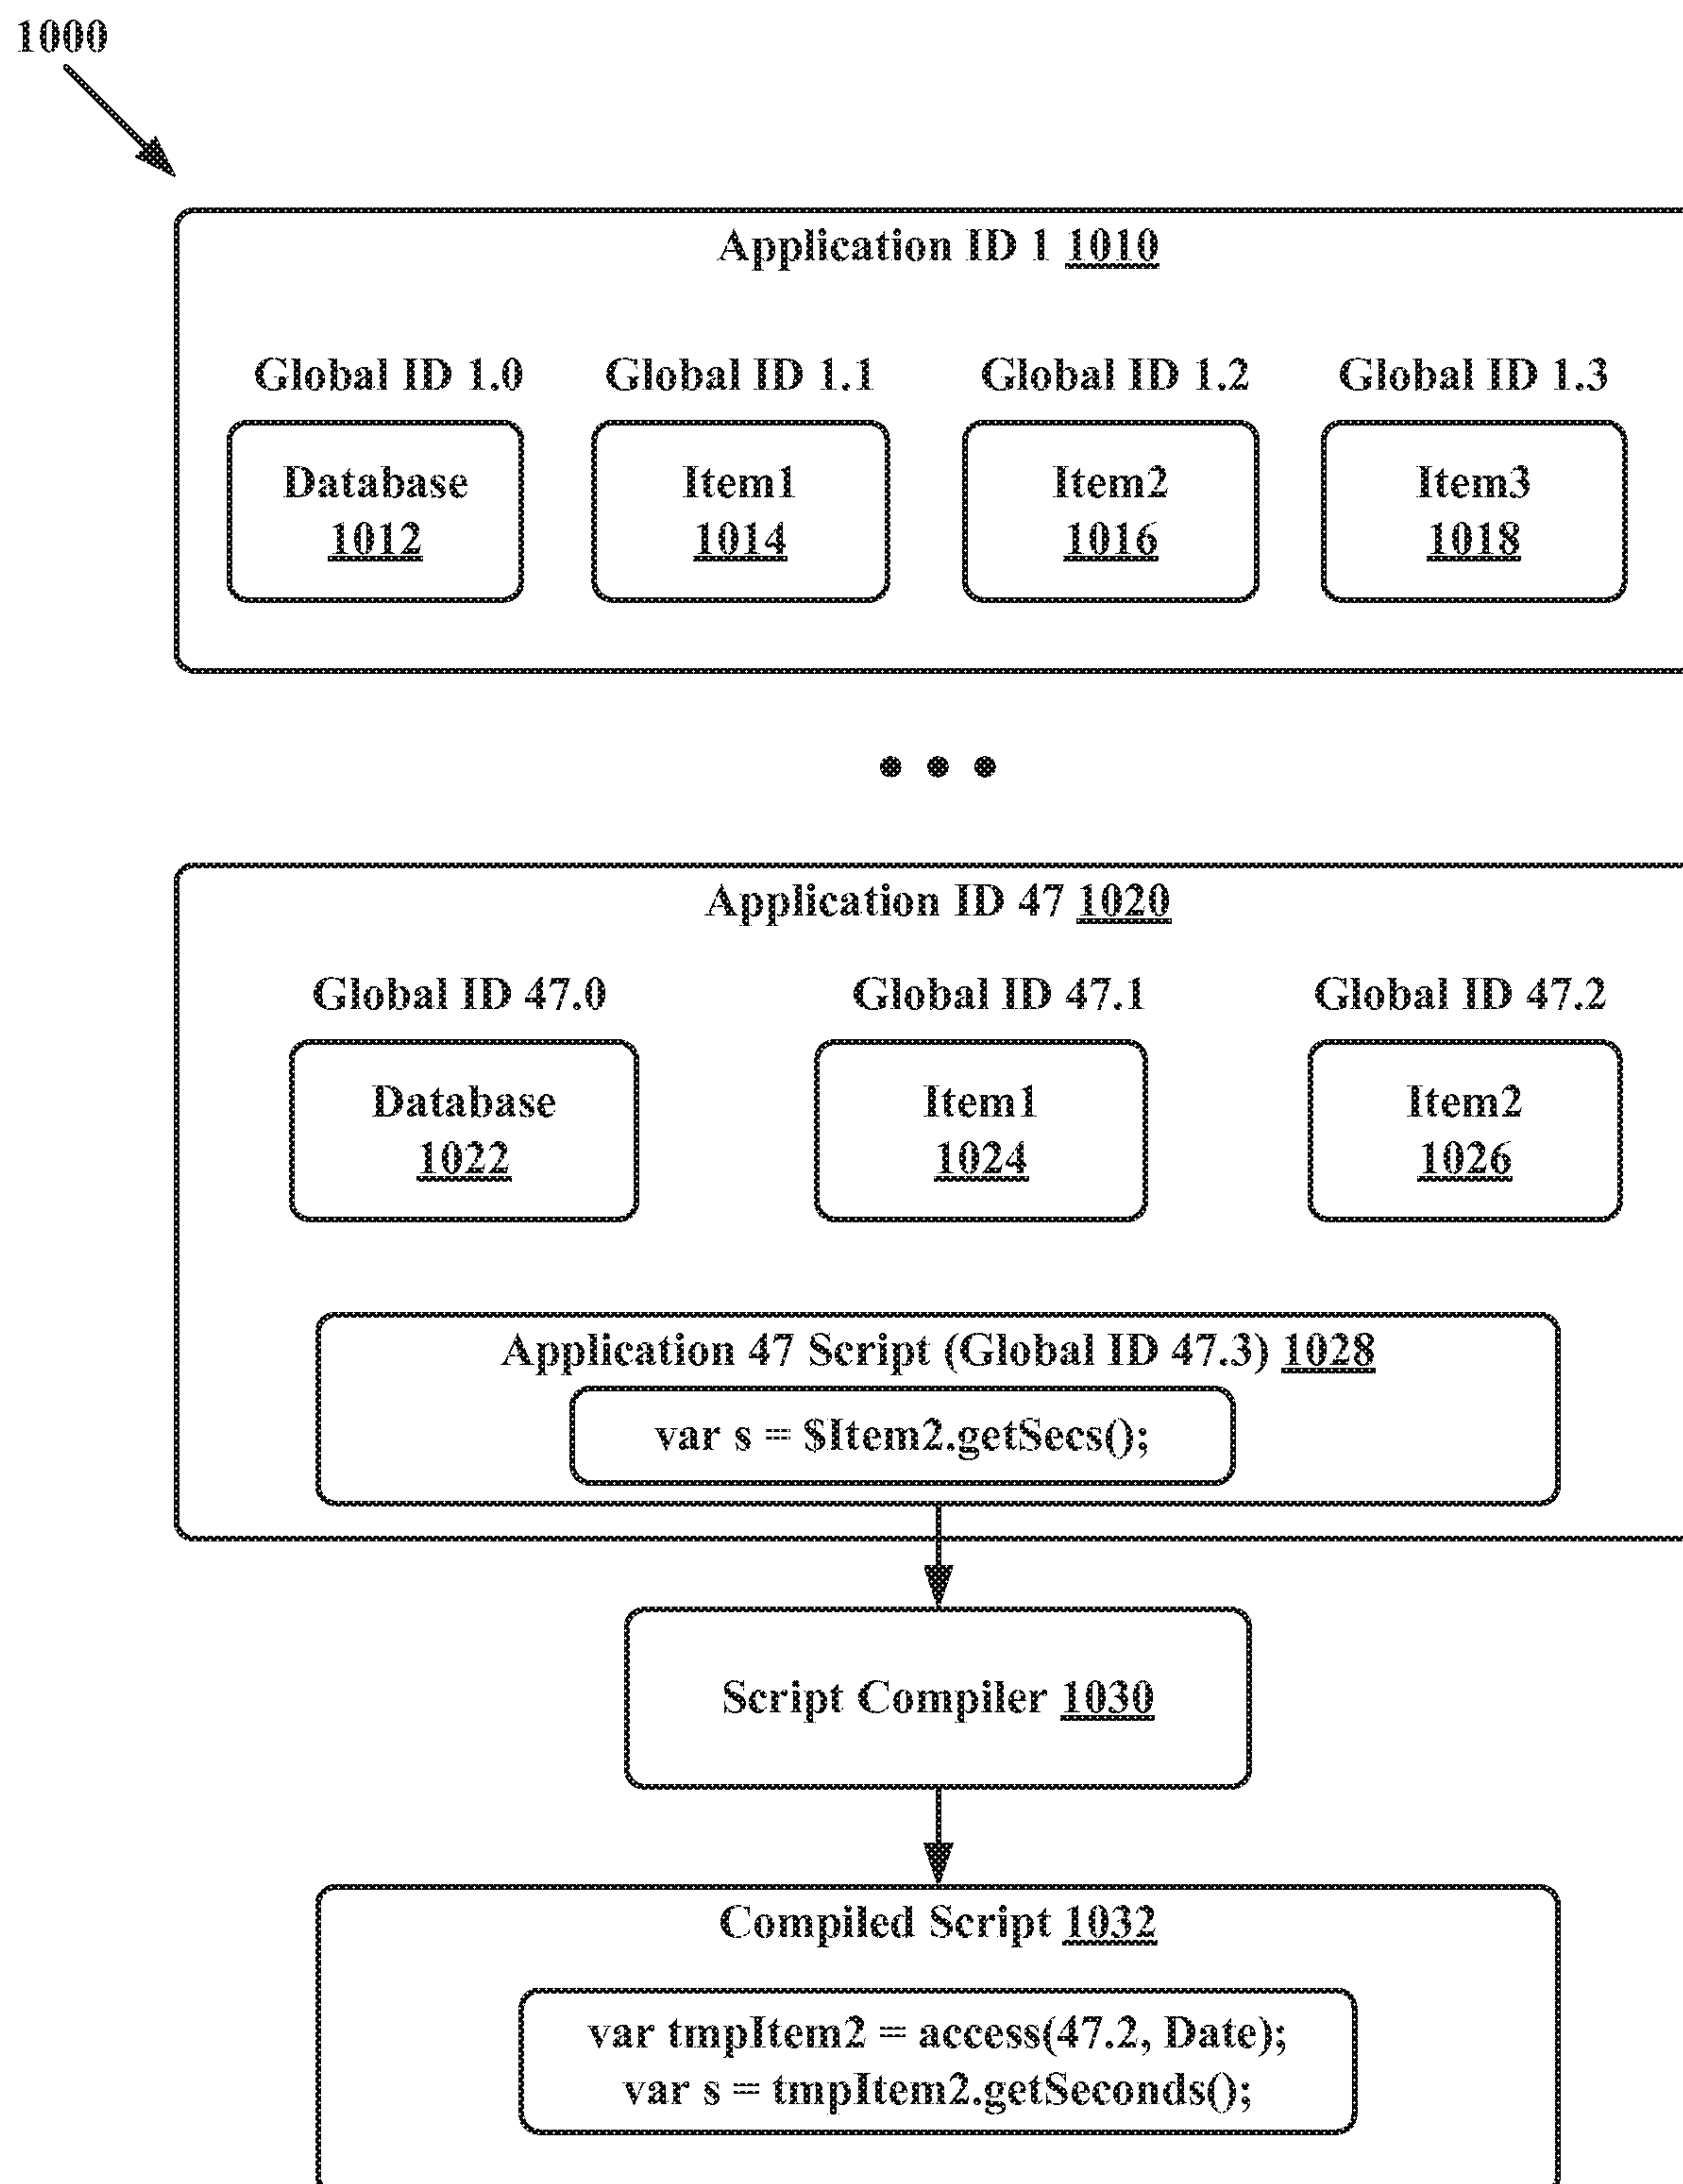 1000
Application ID 1 1010
Global ID 1.0 Global ID 1.1 Global ID 1.2 Global ID 1.3
Database Item1 Item2 Item3
1012 1014 1016 1018
Application ID 47 1020
Global ID 47.0 Global ID 47.1 Global ID 47.2
Database Item1 Item2
1022 1024 1026
Application 47 Script (Global ID 47.3) 1028
var s = $Item2.getSecs();
Script Compiler 1030
Compiled Script 1032
var tmpItem2 = access(47.2, Date);
var s = tmpItem2.getSeconds();